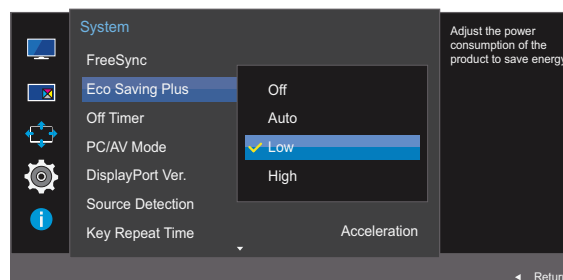 System
FreeSync
Eco Saving Plus
Off Timer
PC/AV Mode
DisplayPort Ver.
Source Detection
Key Repeat Time
Off
Auto
Low
High
Acceleration
Adjust the power
consumption of the
product to save energy
Return